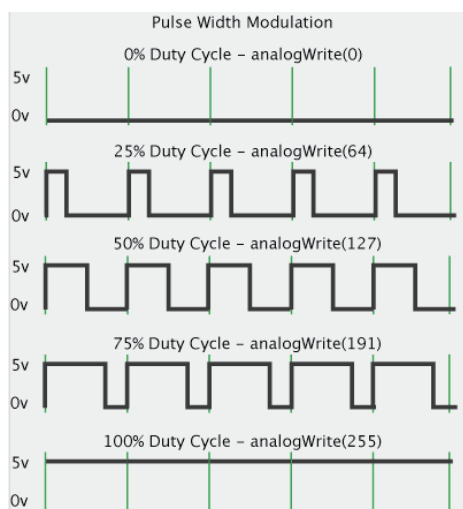 Pulse Width Modulation
0% Duty Cycle – analogWrite(0)
5v
0v
25% Duty Cycle – analogWrite(64)
5v
0v
50% Duty Cycle – analogWrite(127)
5v
0v
75% Duty Cycle – analogWrite(191)
5v
0v
100% Duty Cycle – analogWrite(255)
5v
0v